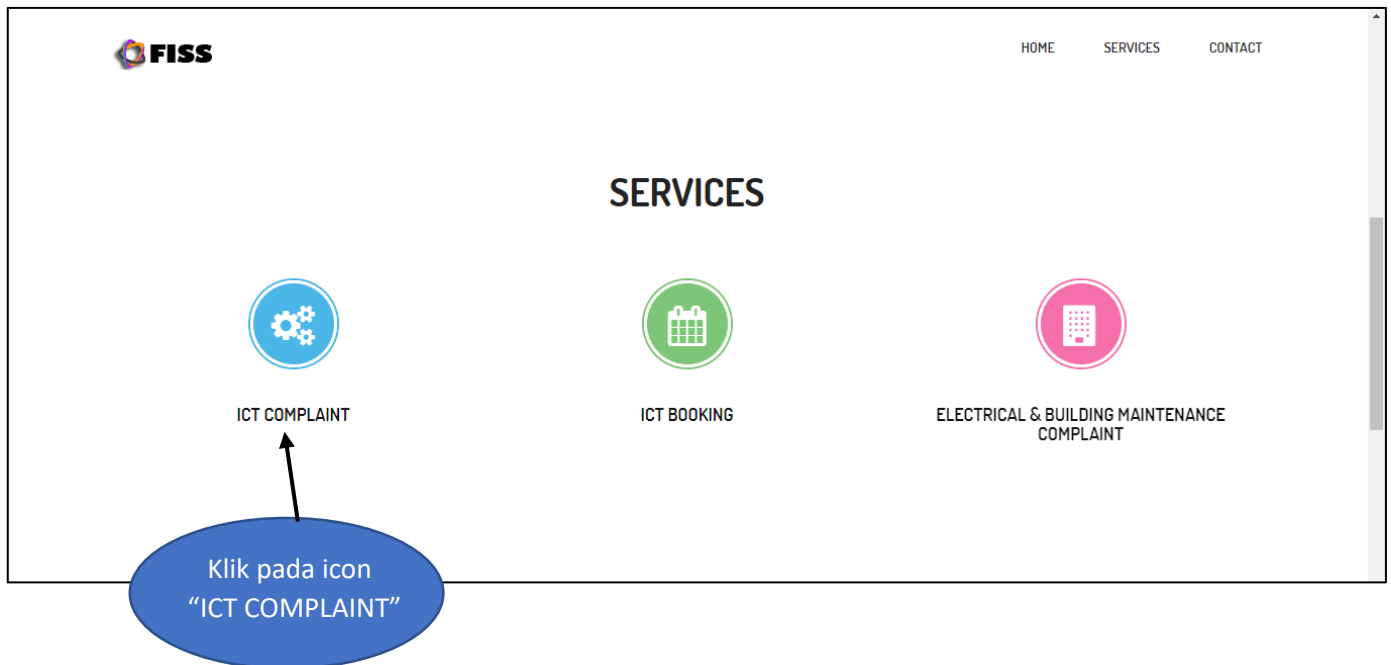 FISS
HOME SERVICES CONTACT
SERVICES
ICT COMPLAINT
ICT BOOKING
ELECTRICAL & BUILDING MAINTENANCE
COMPLAINT
Klik pada icon
“ICT COMPLAINT”